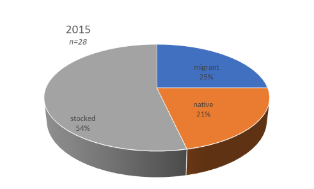 2015
n=28
migrant
25%
native
21%
stocked
54%